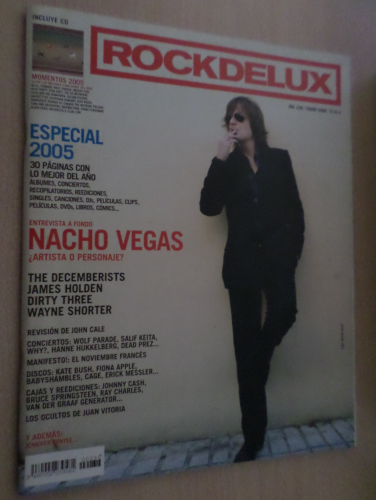 INCLUYE CD
ROCKDELUX
MOMENTOS 2005
ESPECIAL
2005
30 PÁGINAS CON
LO MEJOR DEL AÑO
ÁLBUMES, CONCIERTOS,
RECOPILATORIOS, REEDICIONES,
SINGLES, CANCIONES, DJs, PELÍCULAS, CLIPS,
PELÍCULAS, DVDs, LIBROS, CÓMICS...
ENTREVISTA A FONDO
NACHO VEGAS
¿ARTISTA O PERSONAJE?
THE DECEMBERISTS
JAMES HOLDEN
DIRTY THREE
WAYNE SHORTER
REVISIÓN DE JOHN CALE
CONCIERTOS: WOLF PARADE, SALIF KEITA,
WHY?, HANNE HUKKELBERG, DEAD PREZ...
MANIFESTO!: EL NOVIEMBRE FRANCÉS
DISCOS: KATE BUSH, FIONA APPLE,
BABYSHAMBLES, CAGE, ERICK MESSLER...
CAJAS Y REEDICIONES: JOHNNY CASH,
BRUCE SPRINGSTEEN, RAY CHARLES,
VAN DER GRAAF GENERATOR...
LOS OCULTOS DE JUAN VITORIA
Y ADEMÁS: